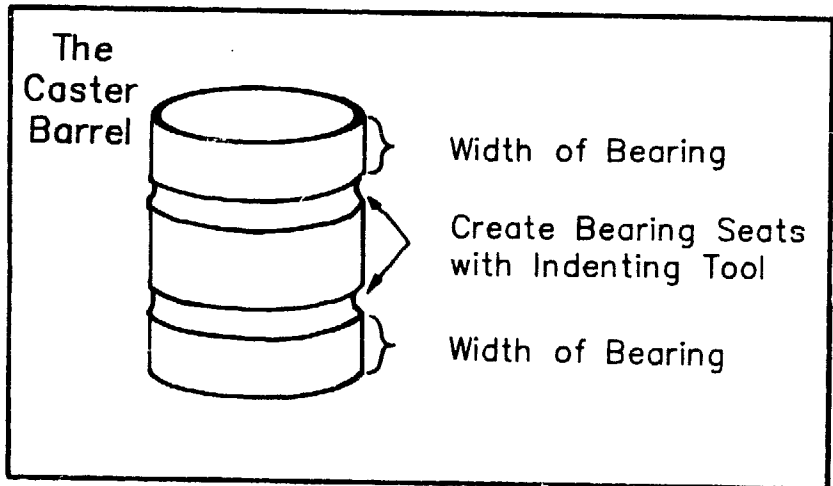 The
Caster
Barrel
Width of Bearing
Create Bearing Seats
with Indenting Tool
Width of Bearing